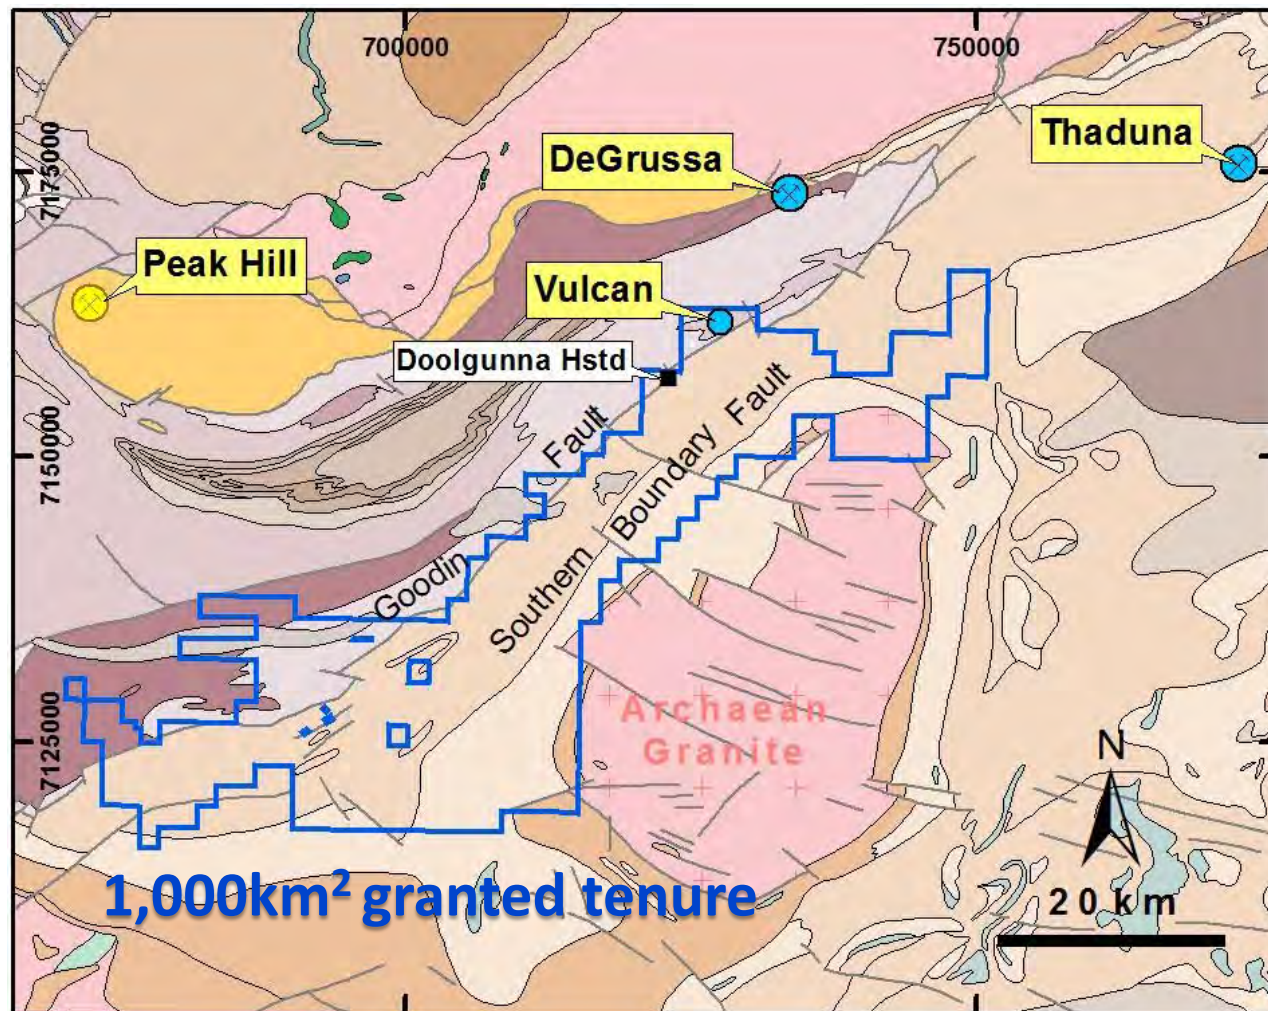 700000
750000
7175000
7150000
7125000
DeGrussa
Thaduna
Peak Hill
Vulcan
Doolgunna Hstd
Goodin Fault
Southern Boundary Fault
Archaean
Granite
N
20 km
1,000km² granted tenure